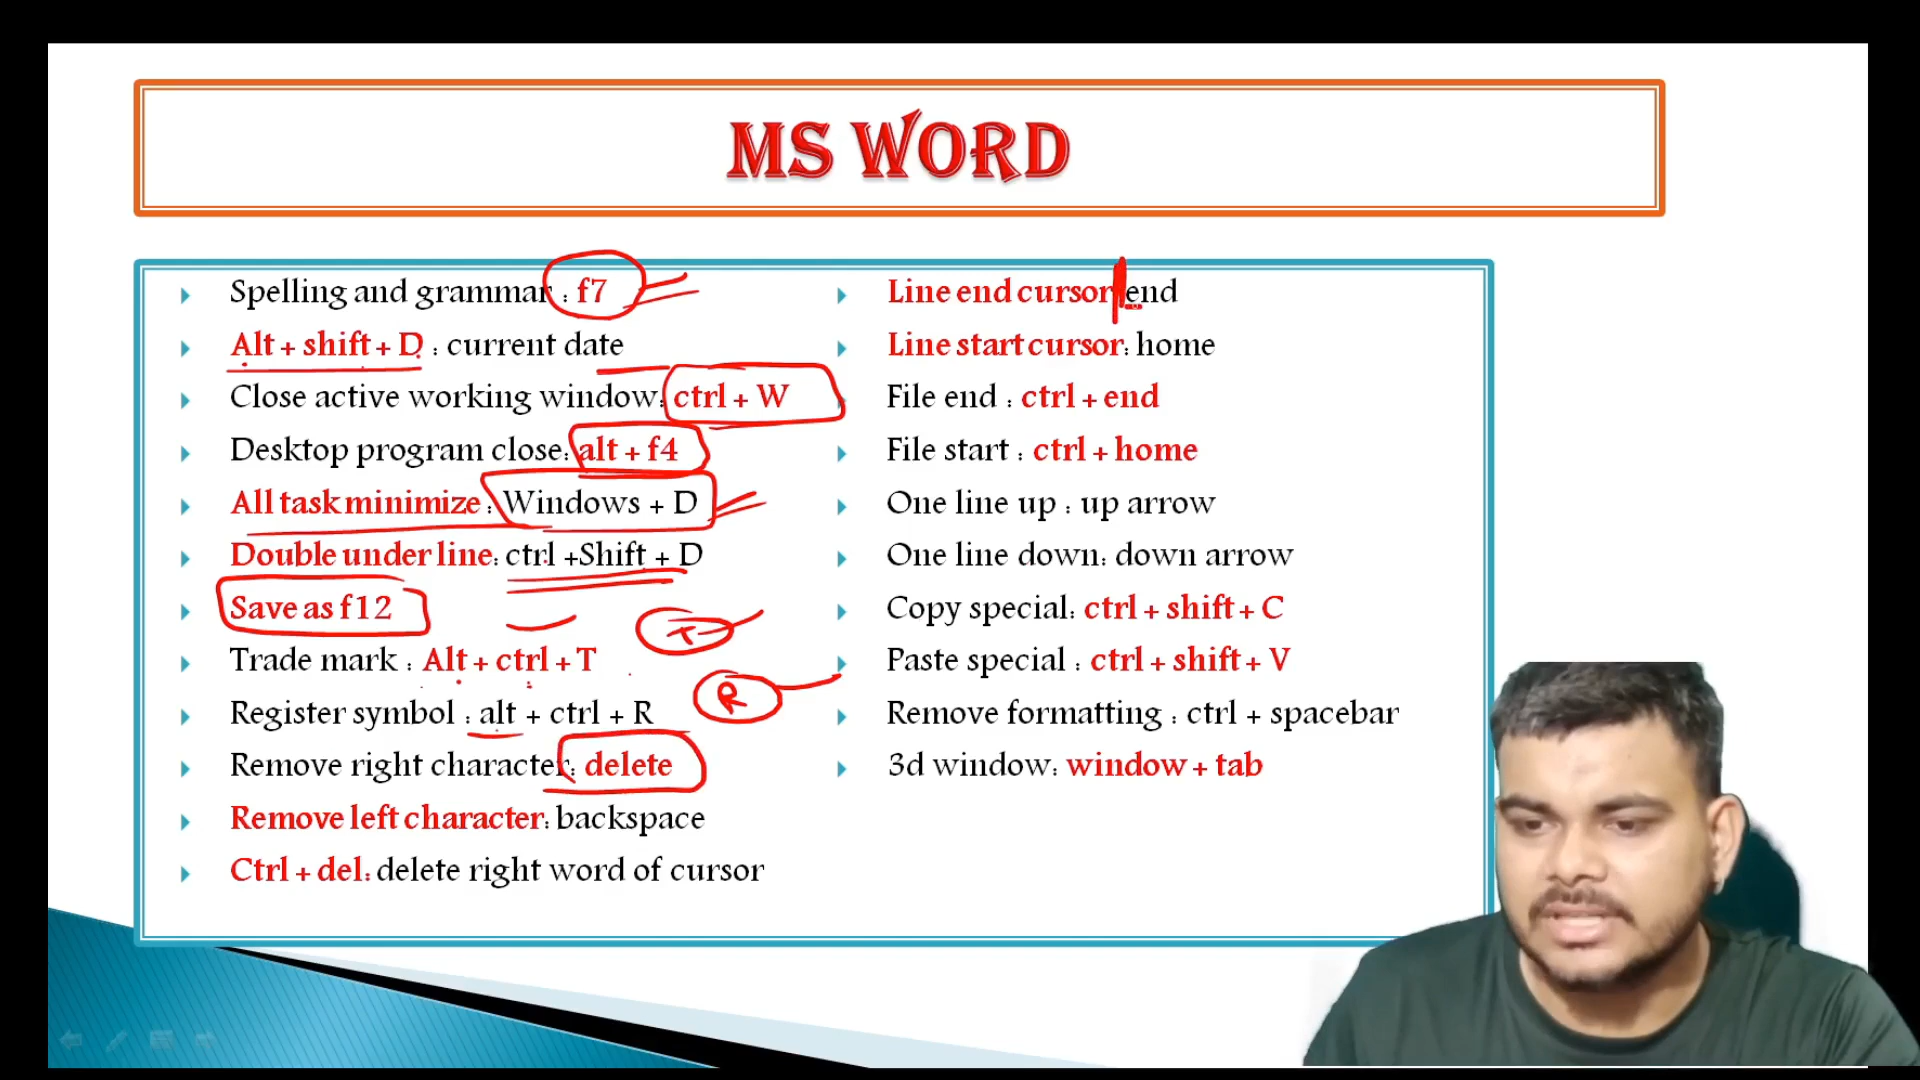 MS WORD
Spelling and grammar : f7
Alt + shift + D : current date
Close active working window: ctrl + W
Desktop program close: alt + f4
All task minimize : Windows + D
Double under line: ctrl +Shift + D
Save as f12
T
Trade mark : Alt + ctrl + T
R
Register symbol : alt + ctrl + R
Remove right character: delete
Remove left character: backspace
Ctrl + del: delete right word of cursor
Line end cursor end
Line start cursor: home
File end : ctrl + end
File start : ctrl + home
One line up : up arrow
One line down: down arrow
Copy special: ctrl + shift + C
Paste special : ctrl + shift + V
Remove formatting : ctrl + spacebar
3d window: window + tab